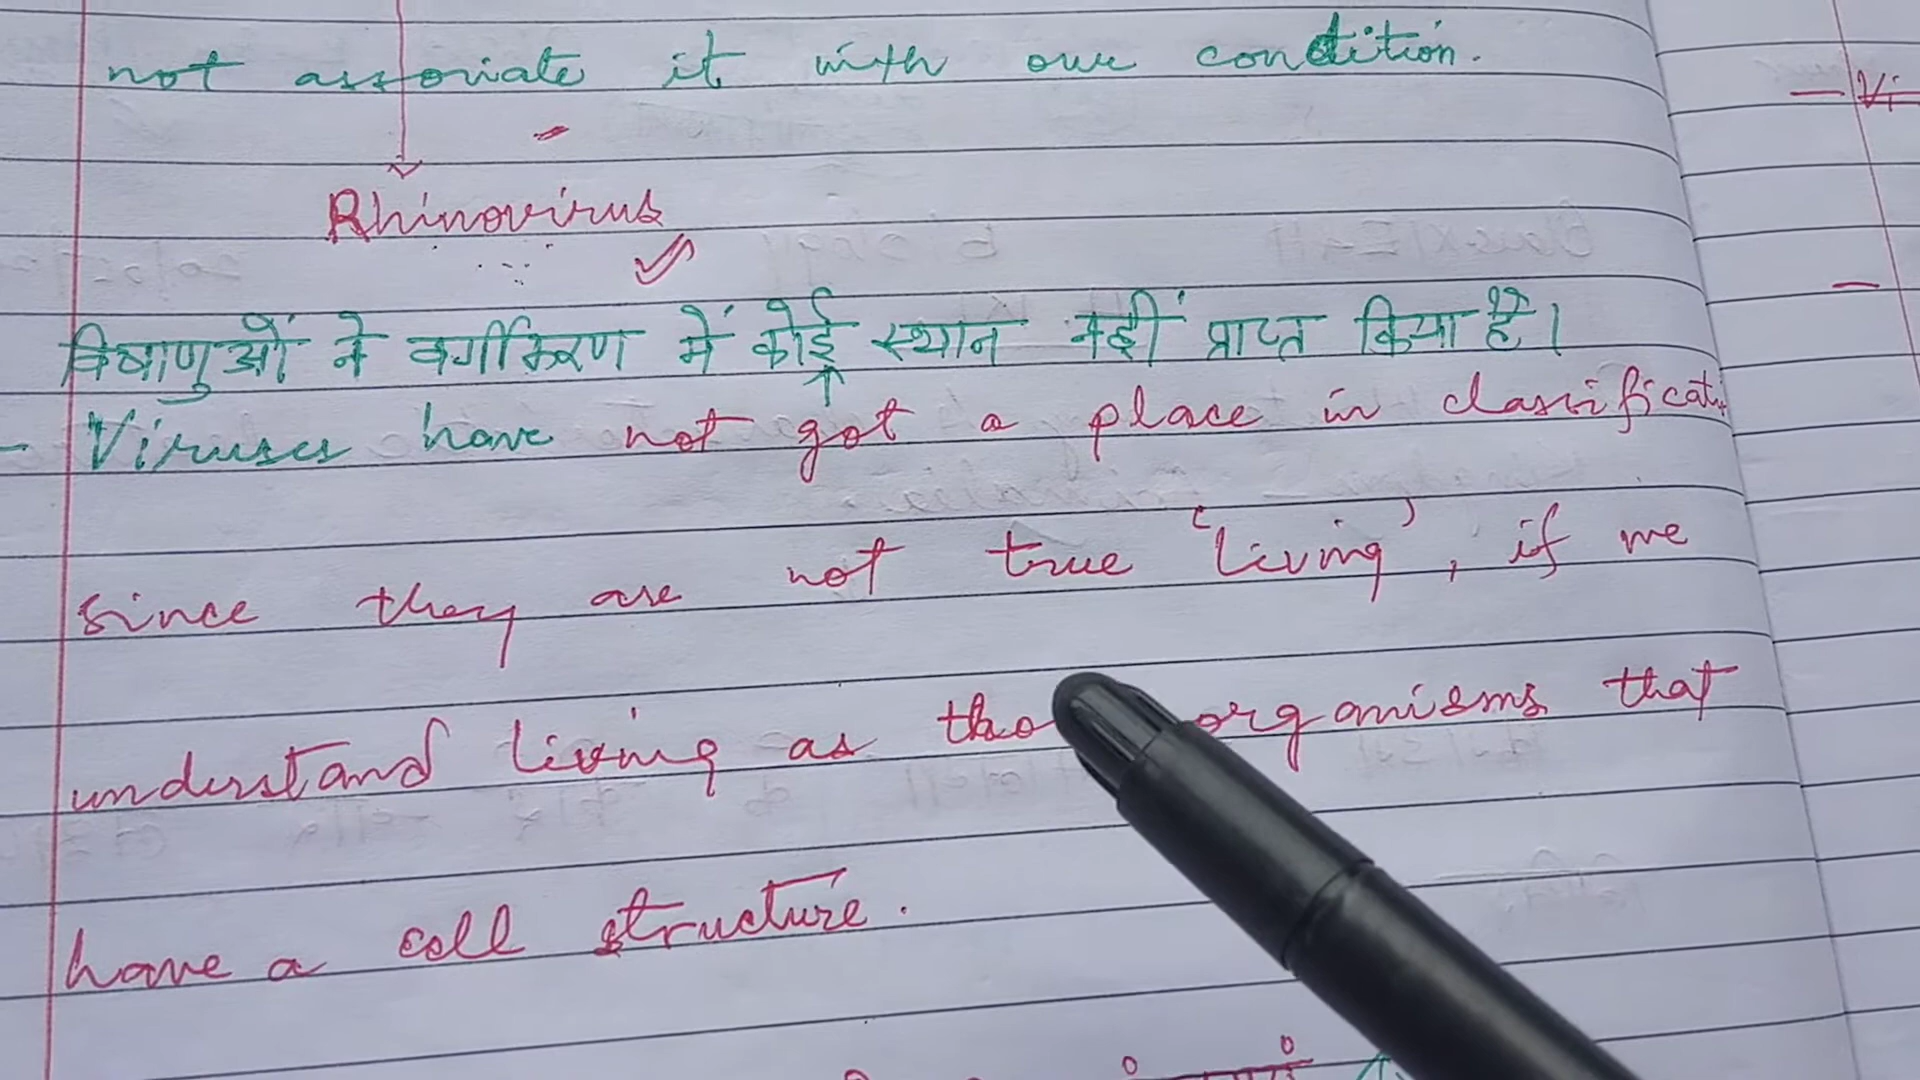 not associate it with our condition.
Rhinovirus
विषाणुओं ने वर्गीकरण में कोई स्थान नहीं प्राप्त किया है।
- Viruses have not got a place in classificati
since they are not true 'living', if we
understand living as tho organisms that
have a cell structure.